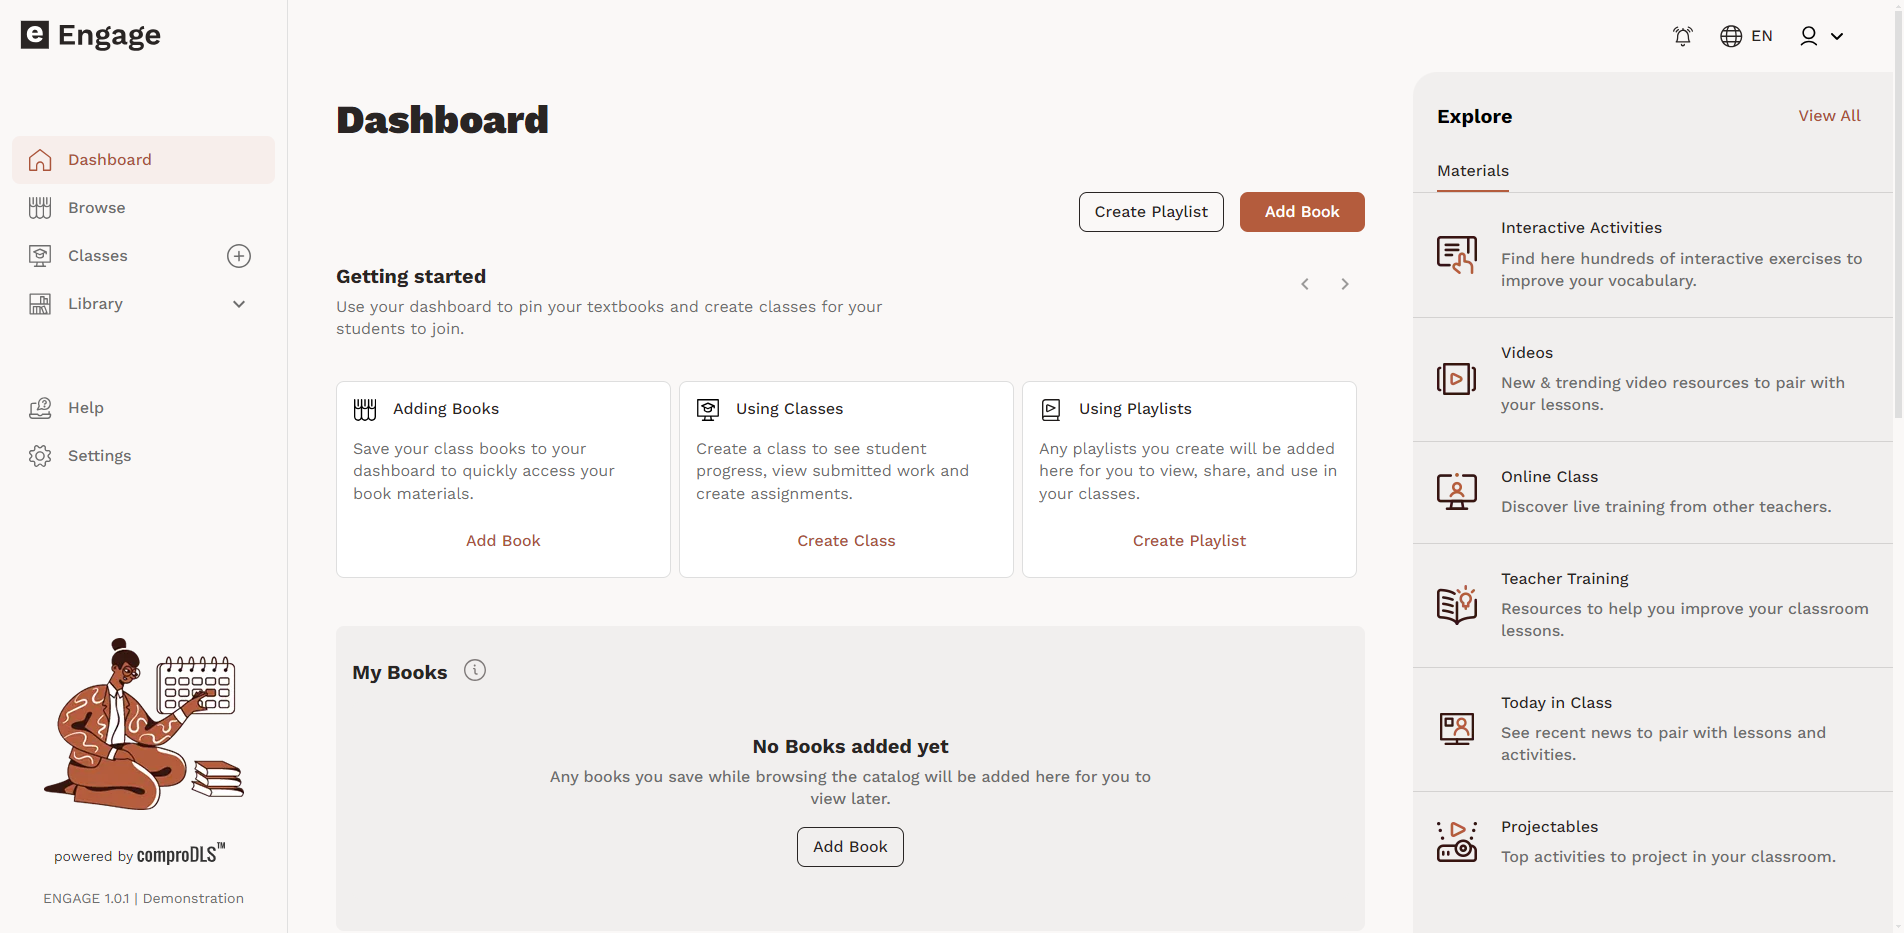 e Engage
EN
Dashboard
Browse
Classes
Library
Help
Settings
powered by comproDLS™
ENGAGE 1.0.1 | Demonstration
Dashboard
Create Playlist
Add Book
Getting started
Use your dashboard to pin your textbooks and create classes for your
students to join.
Adding Books
Save your class books to your
dashboard to quickly access your
book materials.
Add Book
Using Classes
Create a class to see student
progress, view submitted work and
create assignments.
Create Class
Using Playlists
Any playlists you create will be added
here for you to view, share, and use in
your classes.
Create Playlist
My Books
No Books added yet
Any books you save while browsing the catalog will be added here for you to
view later.
Add Book
Explore
View All
Materials
Interactive Activities
Find here hundreds of interactive exercises to
improve your vocabulary.
Videos
New & trending video resources to pair with
your lessons.
Online Class
Discover live training from other teachers.
Teacher Training
Resources to help you improve your classroom
lessons.
Today in Class
See recent news to pair with lessons and
activities.
Projectables
Top activities to project in your classroom.